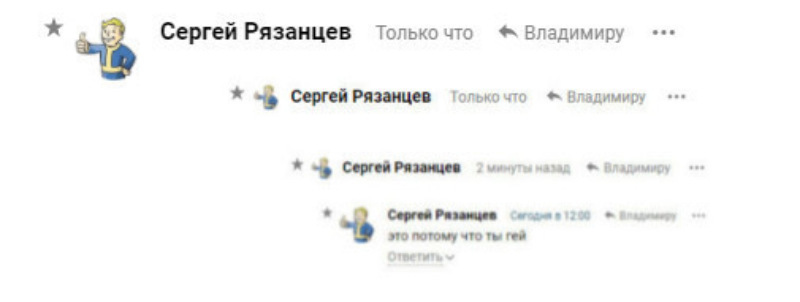 Сергей Рязанцев Только что Владимиру ...
Сергей Рязанцев Только что Владимиру ...
Сергей Рязанцев 2 минуты назад Владимиру ...
Сергей Рязанцев Сегодня в 12:00 Владимиру ...
это потому что ты гей
Ответить